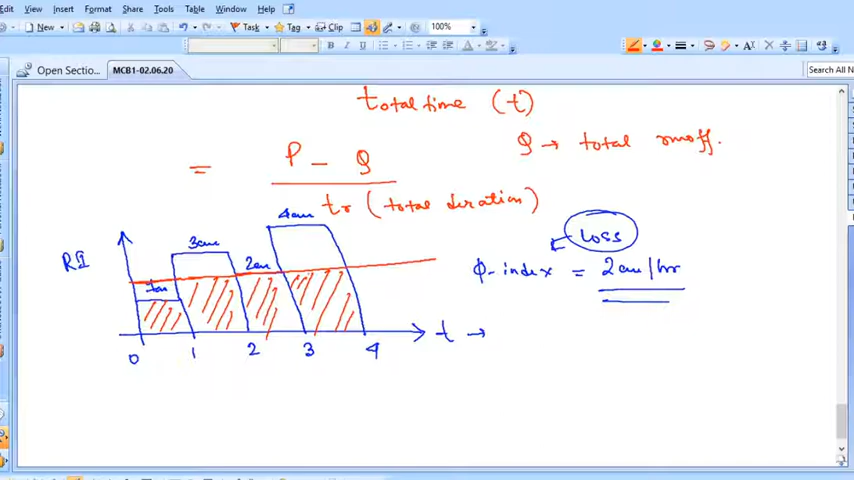 Edit View Insert Format Share Tools Table Window Help
New Task Tag Clip 100%
Open Sectio... MCB1-02.06.20 Search All N
Total time (t)
Q → total runoff.
= P - Q
tr (total duration)
4cm
3cm
Loss
RI 2cm φ-index = 2cm/hr
1cm
t →
0 1 2 3 4